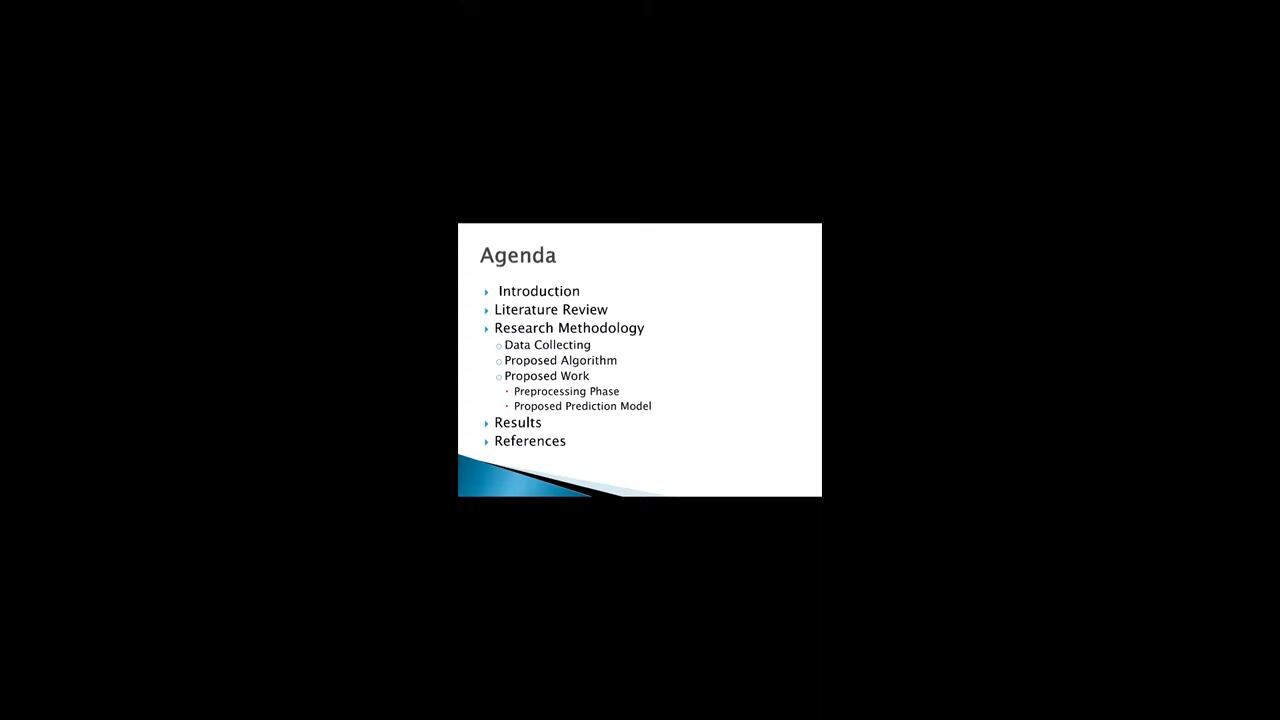 Agenda
Introduction
Literature Review
Research Methodology
Data Collecting
Proposed Algorithm
Proposed Work
Preprocessing Phase
Proposed Prediction Model
Results
References